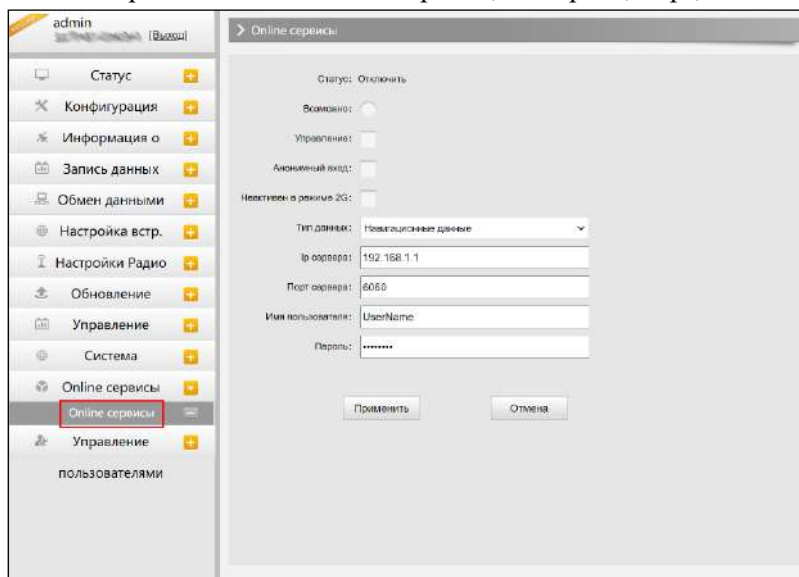 admin
[Выход]
Статус
Конфигурация
Информация о
Запись данных
Обмен данными
Настройка встр.
Настройки Радио
Обновление
Управление
Система
Online сервисы
Online сервисы
Управление
пользователями
Online сервисы
Статус: Отключить
Возможно:
Управление:
Анонимный вход:
Неактивен в режиме 2G:
Тип данных: Навигационные данные
Ip сервера: 192.168.1.1
Порт сервера: 6060
Имя пользователя: UserName
Пароль: ••••••••
Применить Отмена